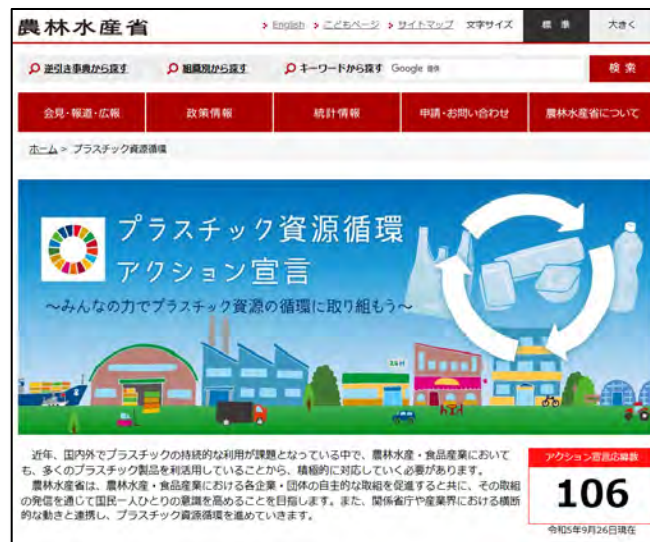 農林水産省
English こどもページ サイトマップ 文字サイズ 標準 大きく
逆引き事典から探す 組織別から探す キーワードから探す Google 検索
会見・報道・広報 政策情報 統計情報 申請・お問い合わせ 農林水産省について
ホーム > プラスチック資源循環
プラスチック資源循環
アクション宣言
～みんなの力でプラスチック資源の循環に取り組もう～
近年、国内外でプラスチックの持続的な利用が課題となっている中で、農林水産・食品産業において
も、多くのプラスチック製品を利活用していることから、積極的に対応していく必要があります。
農林水産省は、農林水産・食品産業における各企業・団体の自主的な取組を促進すると共に、その取組
の発信を通じて国民一人ひとりの意識を高めることを目指します。また、関係省庁や産業界における横断
的な動きと連携し、プラスチック資源循環を進めていきます。
アクション宣言応募数
106
令和5年9月26日現在